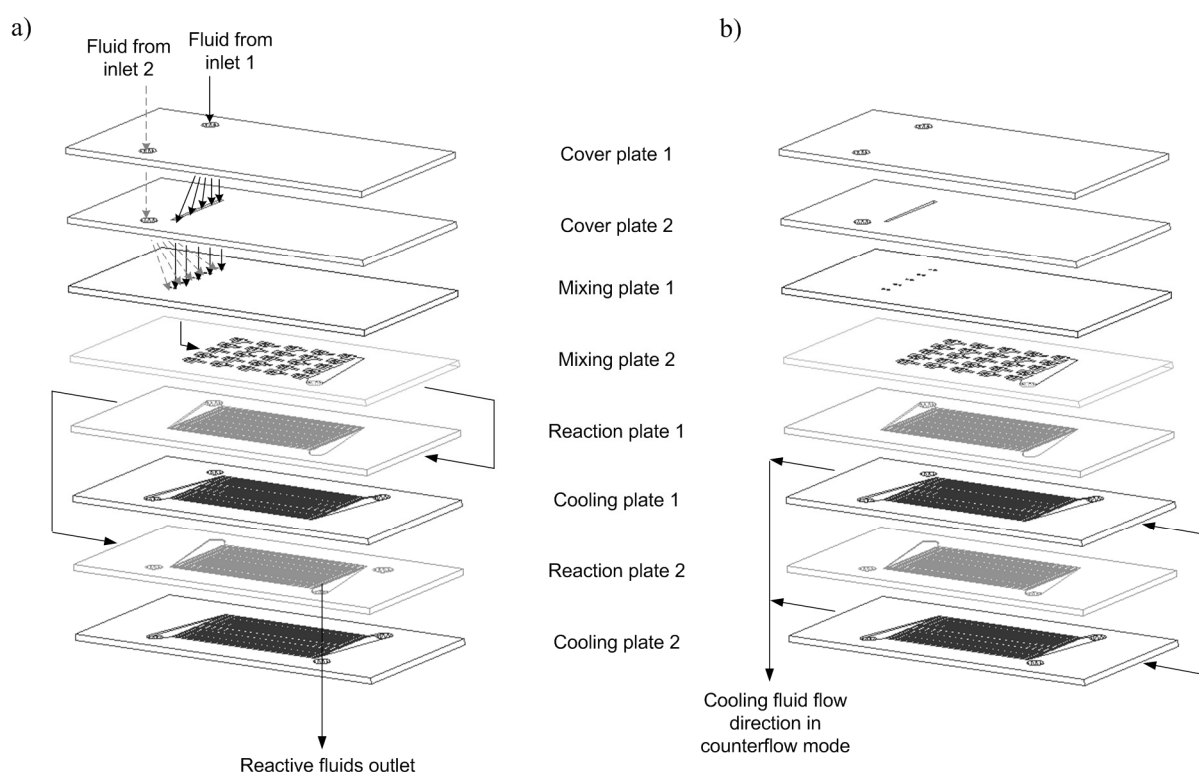 a)
b)
Fluid from
inlet 2
Fluid from
inlet 1
Cover plate 1
Cover plate 2
Mixing plate 1
Mixing plate 2
Reaction plate 1
Cooling plate 1
Reaction plate 2
Cooling plate 2
Cooling fluid flow
direction in
counterflow mode
Reactive fluids outlet